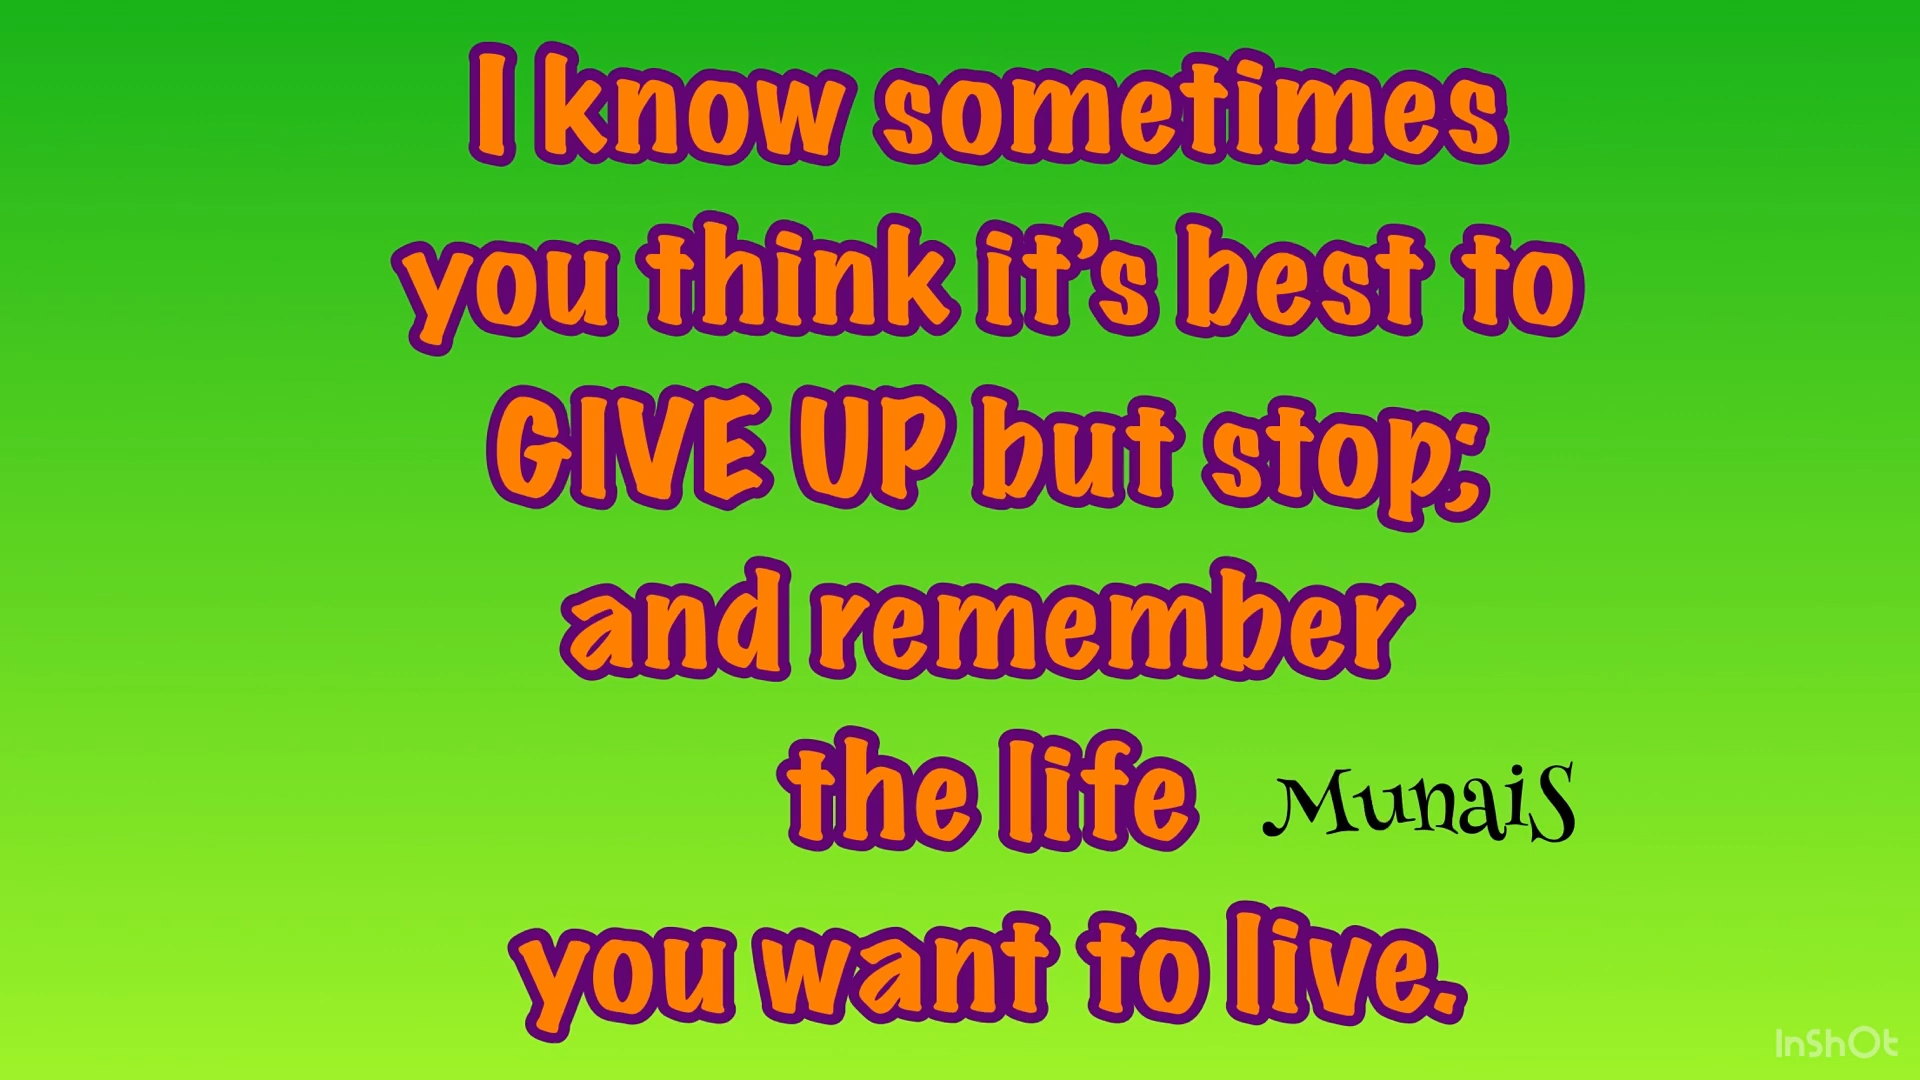 I know sometimes
you think it’s best to
GIVE UP but stop;
and remember
the life
MunaiS
you want to live.
InShOt